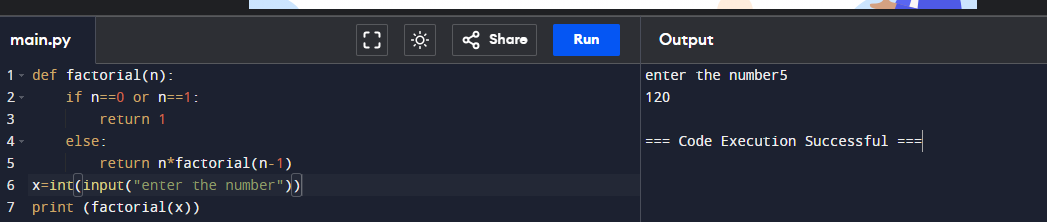 main.py
Share
Run
Output
1 def factorial(n):
2     if n==0 or n==1:
3         return 1
4     else:
5         return n*factorial(n-1)
6 x=int(input("enter the number"))
7 print (factorial(x))
enter the number5
120
=== Code Execution Successful ===